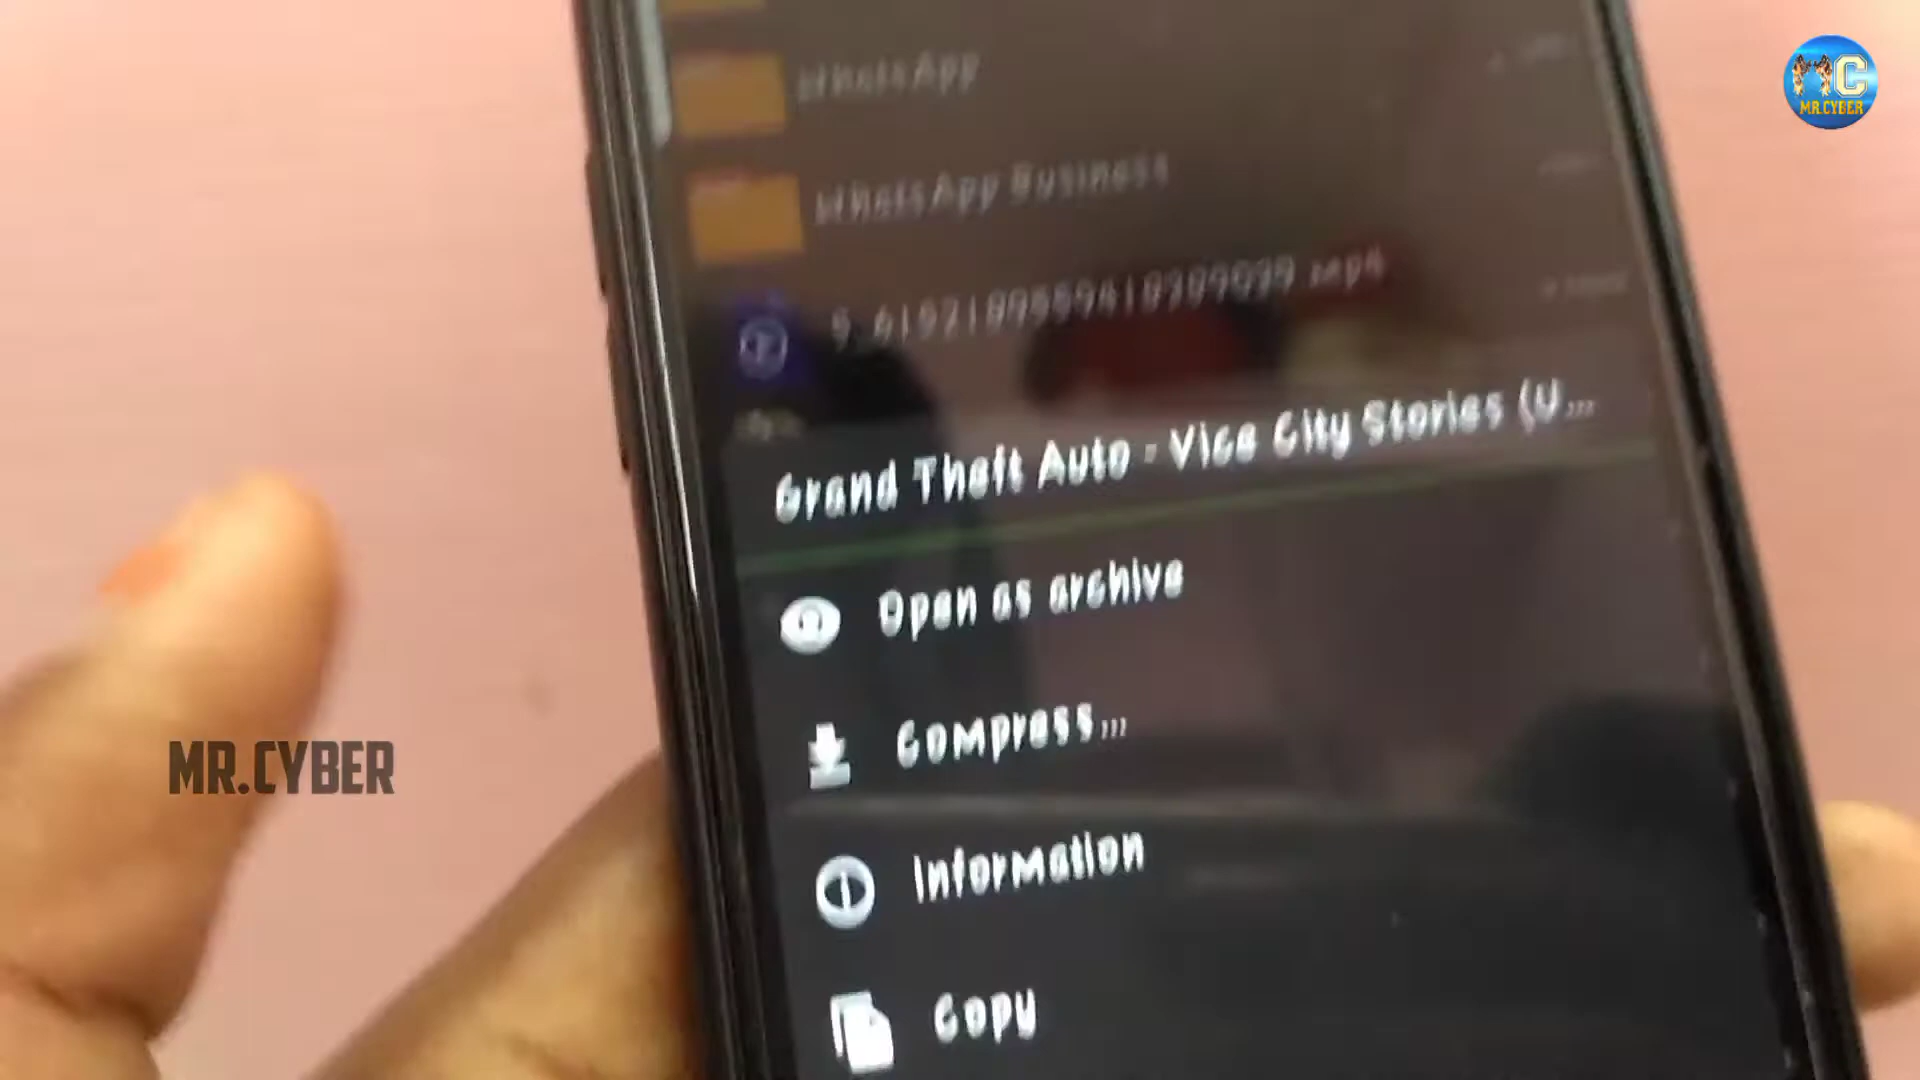 MC
MR.CYBER
WhatsApp
WhatsApp Business
Grand Theft Auto - Vice City Stories (U...
Open as archive
Compress...
MR.CYBER
Information
Copy